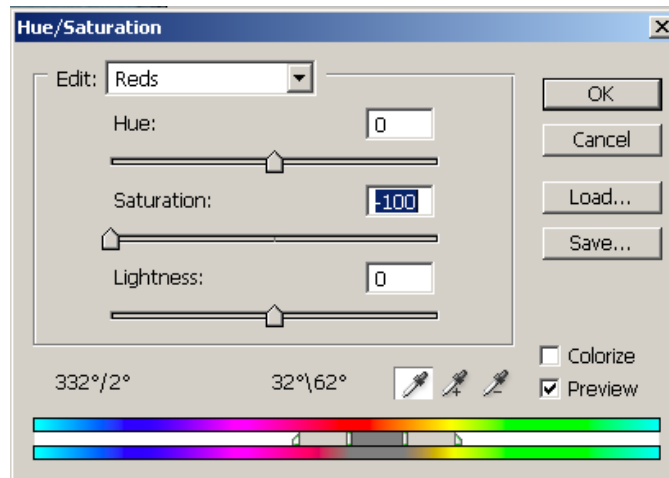 Hue/Saturation
Edit: Reds
OK
Hue: 0
Cancel
Saturation: -100
Load...
Save...
Lightness: 0
Colorize
332°/2° 32°\62° Preview